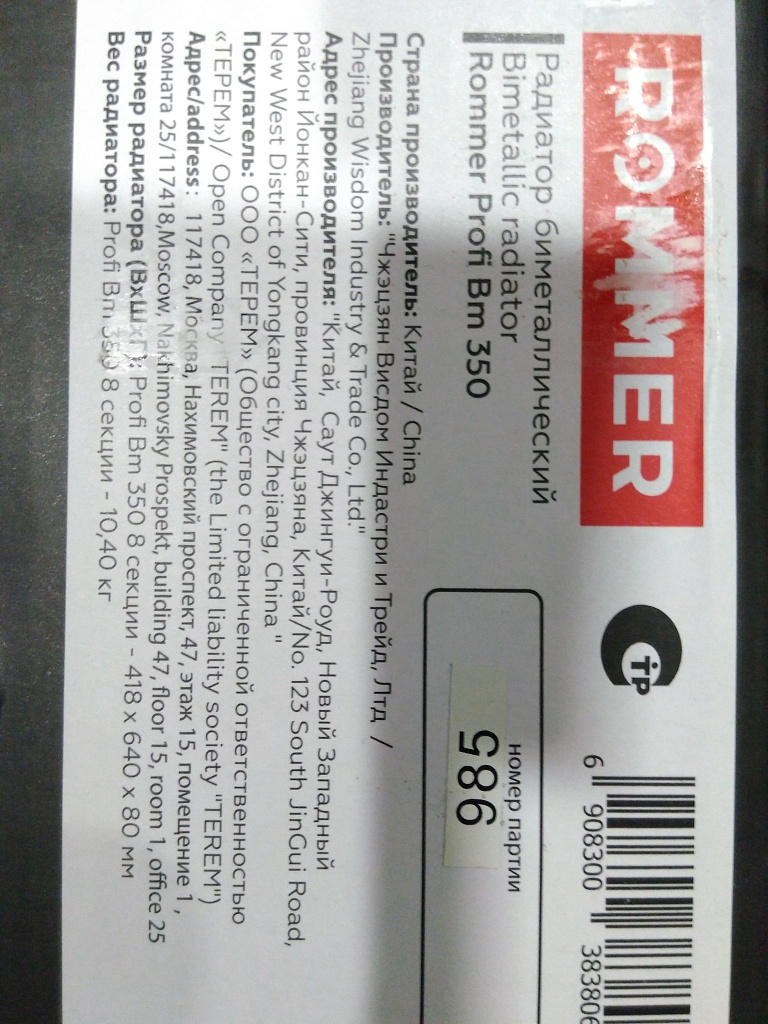 ROMMER
Радиатор биметаллический
Bimetallic radiator
Rommer Profi Bm 350
ТР
6 908300 383806
номер партии
986
Страна производитель: Китай / China
Производитель: "Чжэцзян Висдом Индастри и Трейд, Лтд /
Zhejiang Wisdom Industry & Trade Co., Ltd."
Адрес производителя: "Китай, Саут Джингуи-Роуд, Новый Западный
район Йонкан-Сити, провинция Чжэцзяна, Китай/No. 123 South JinGui Road,
New West District of Yongkang city, Zhejiang, China "
Покупатель: ООО «ТЕРЕМ» (Общество с ограниченной ответственностью
«ТЕРЕМ»)/ Open Company TEREM" (the Limited liability society "TEREM")
Адрес/address: 117418, Москва, Нахимовский проспект, 47, этаж 15, помещение 1 ,
комната 25/117418,Moscow, Nakhimovsky Prospekt, building 47, floor 15, room 1, office 25
Размер радиатора (ВхШхГ): Profi Bm 350 8 секции - 418 x 640 x 80 мм
Вес радиатора: Profi Bm 350 8 секции - 10,40 кг